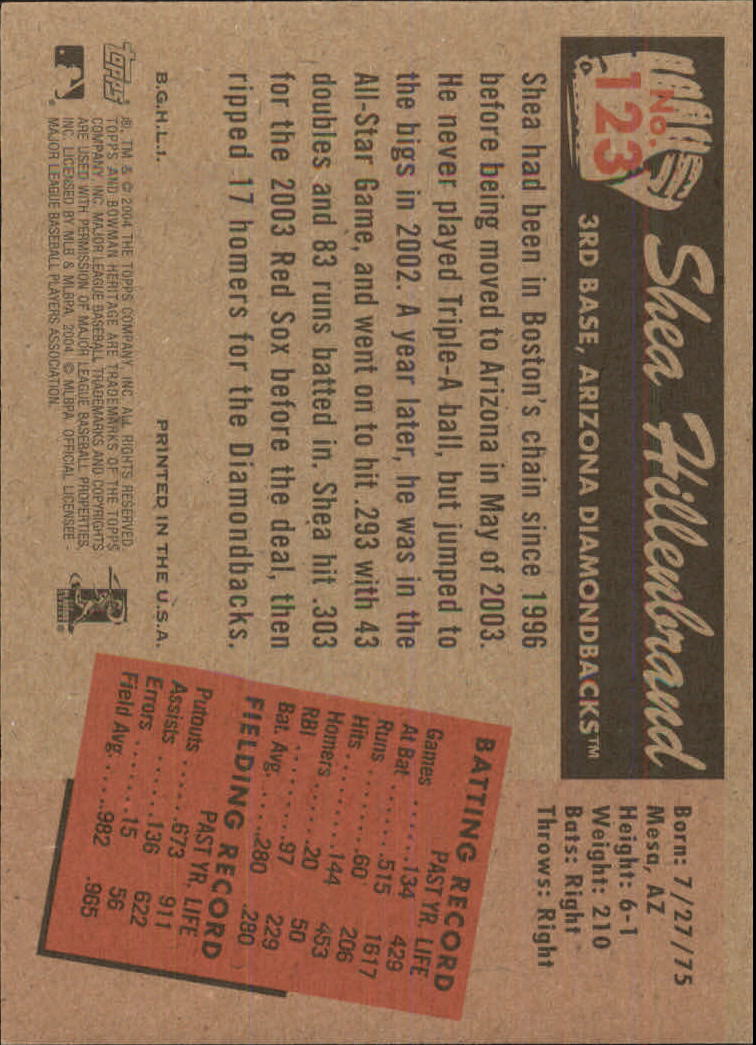 No.
123
Shea Hillenbrand
3RD BASE, ARIZONA DIAMONDBACKS™
Born: 7/27/75
Mesa, AZ
Height: 6-1
Weight: 210
Bats: Right
Throws: Right
Shea had been in Boston's chain since 1996
before being moved to Arizona in May of 2003.
He never played Triple-A ball, but jumped to
the bigs in 2002. A year later, he was in the
All-Star Game, and went on to hit .293 with 43
doubles and 83 runs batted in. Shea hit .303
for the 2003 Red Sox before the deal, then
ripped 17 homers for the Diamondbacks.
BATTING RECORD
PAST YR. LIFE
Games ......134 429
At Bat ......515 1617
Runs ........60 206
Hits ........144 453
Homers ....20 50
RBI ..........97 229
Bat. Avg. ....280 .280
FIELDING RECORD
PAST YR. LIFE
Putouts ......673 911
Assists ......136 622
Errors ........15 56
Field Avg. ....982 .965
B.G.H.L.I.
PRINTED IN THE U.S.A.
topps
®, TM & © 2004 THE TOPPS COMPANY, INC. ALL RIGHTS RESERVED.
TOPPS AND BOWMAN HERITAGE ARE TRADEMARKS OF THE TOPPS
COMPANY, INC. MAJOR LEAGUE BASEBALL TRADEMARKS AND COPYRIGHTS
ARE USED WITH PERMISSION OF MAJOR LEAGUE BASEBALL PROPERTIES,
INC. LICENSED BY MLB & MLBPA. 2004 © MLBPA. OFFICIAL LICENSEE -
MAJOR LEAGUE BASEBALL PLAYERS ASSOCIATION.